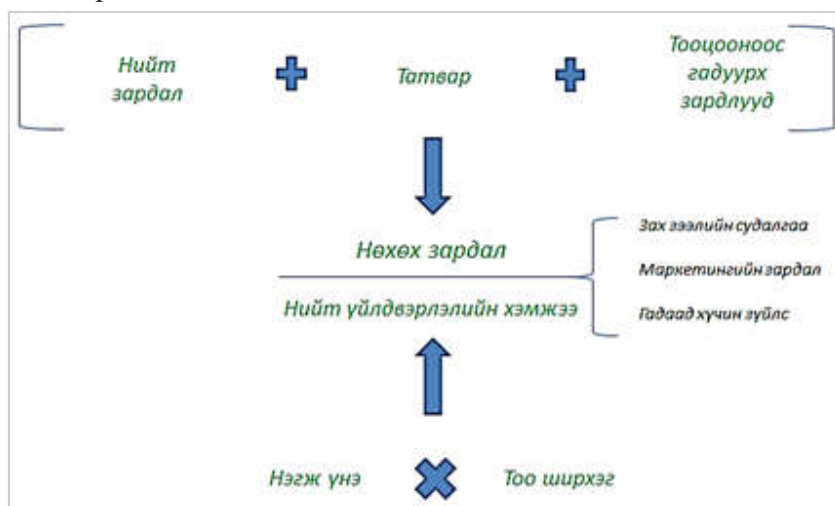 Нийт
зардал
Татвар
Тооцооноос
гадуурх
зардлууд
Нөхөх зардал
Нийт үйлдвэрлэлийн хэмжээ
Зах зээлийн судалгаа
Маркетингийн зардал
Гадаад хүчин зүйлс
Нэгж үнэ
Тоо ширхэг